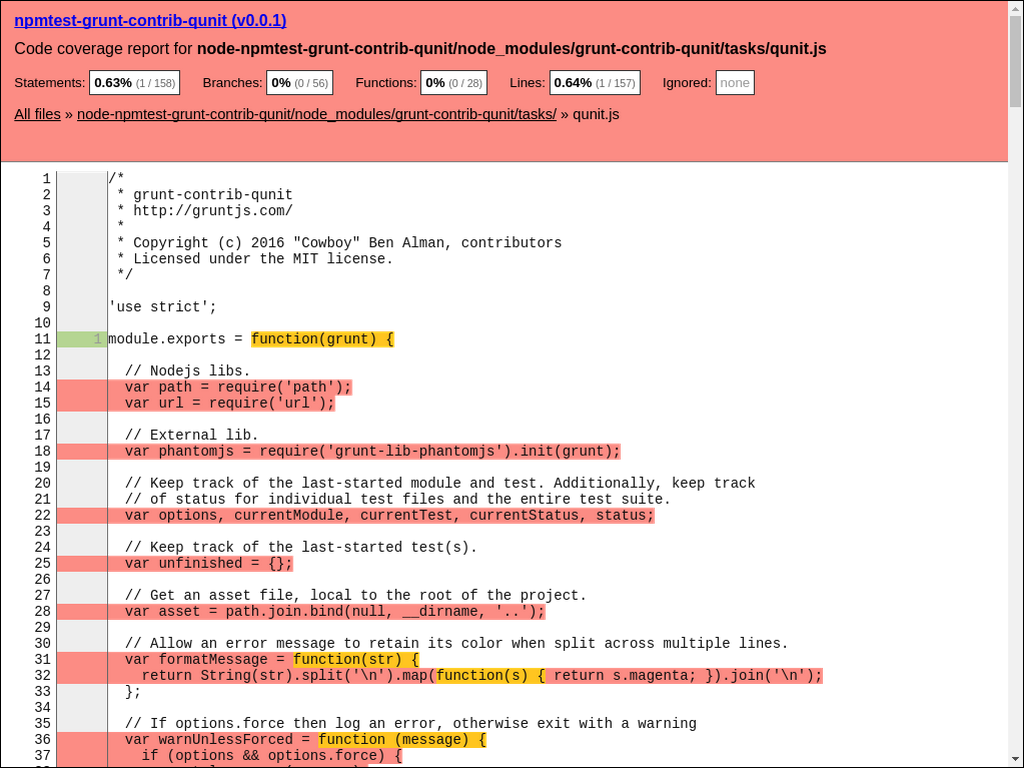 npmtest-grunt-contrib-qunit (v0.0.1)
Code coverage report for node-npmtest-grunt-contrib-qunit/node_modules/grunt-contrib-qunit/tasks/qunit.js
Statements: 0.63% (1 / 158) Branches: 0% (0 / 56) Functions: 0% (0 / 28) Lines: 0.64% (1 / 157) Ignored: none
All files » node-npmtest-grunt-contrib-qunit/node_modules/grunt-contrib-qunit/tasks/ » qunit.js
1 /*
2  * grunt-contrib-qunit
3  * http://gruntjs.com/
4  *
5  * Copyright (c) 2016 "Cowboy" Ben Alman, contributors
6  * Licensed under the MIT license.
7  */
8
9 'use strict';
10
11 1 module.exports = function(grunt) {
12
13   // Nodejs libs.
14   var path = require('path');
15   var url = require('url');
16
17   // External lib.
18   var phantomjs = require('grunt-lib-phantomjs').init(grunt);
19
20   // Keep track of the last-started module and test. Additionally, keep track
21   // of status for individual test files and the entire test suite.
22   var options, currentModule, currentTest, currentStatus, status;
23
24   // Keep track of the last-started test(s).
25   var unfinished = {};
26
27   // Get an asset file, local to the root of the project.
28   var asset = path.join.bind(null, __dirname, '..');
29
30   // Allow an error message to retain its color when split across multiple lines.
31   var formatMessage = function(str) {
32     return String(str).split('\n').map(function(s) { return s.magenta; }).join('\n');
33   };
34
35   // If options.force then log an error, otherwise exit with a warning
36   var warnUnlessForced = function (message) {
37     if (options && options.force) {